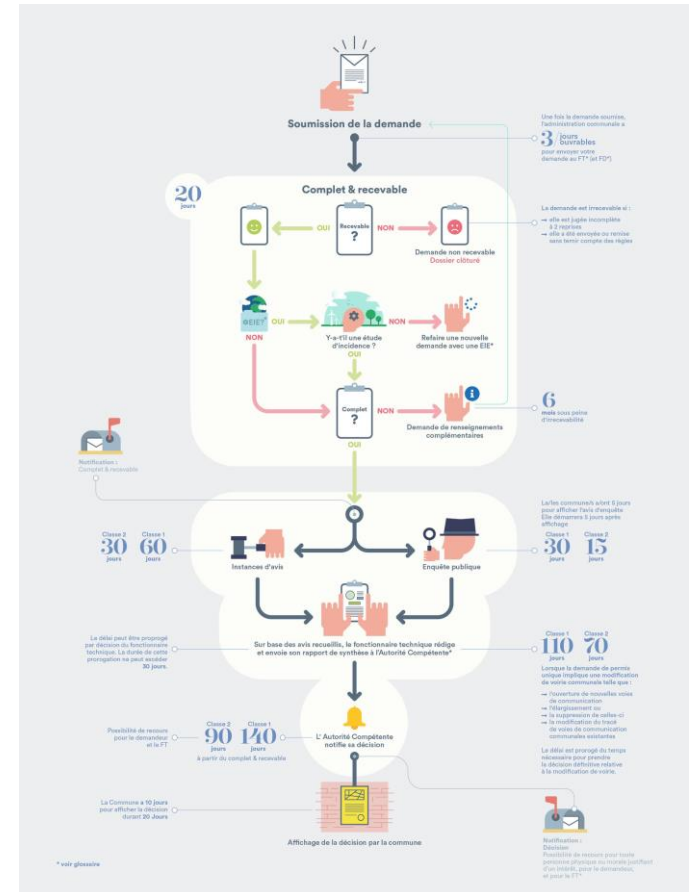 Soumission de la demande
Une fois la demande soumise,
l'administration communale a
3 jours
ouvrables
pour envoyer votre
demande au FT* (et FD*)
20
jours
Complet & recevable
OUI
Recevable
?
NON
Demande non recevable
Dossier clôturé
La demande est irrecevable si :
→ elle est jugée incomplète
à 2 reprises
→ elle a été envoyée ou remise
sans tenir compte des règles
EIE?
OUI
NON
Y-a-t'il une étude
d'incidence ?
OUI
NON
Refaire une nouvelle
demande avec une EIE*
Complet
?
NON
Demande de renseignements
complémentaires
OUI
6
mois sous peine
d'irrecevabilité
Notification :
Complet & recevable
Classe 2
30
jours
Classe 1
60
jours
Instances d'avis
Enquête publique
La/les commune/s a/ont 5 jours
pour afficher l'avis d'enquête
Elle démarrera 5 jours après
affichage
Classe 1
30
jours
Classe 2
15
jours
Le délai peut être proprogé
par décision du fonctionnaire
technique. La durée de cette
prorogation ne peut excéder
30 jours.
Sur base des avis recueillis, le fonctionnaire technique rédige
et envoie son rapport de synthèse à l'Autorité Compétente*
Classe 1
110
jours
Classe 2
70
jours
Lorsque la demande de permis
unique implique une modification
de voirie communale telle que :
→ l'ouverture de nouvelles voies
de communication
→ l'élargissement ou
→ la suppression de celles-ci
→ la modification du tracé
de voies de communication
communales existantes
Le délai est prorogé du temps
nécessaire pour prendre
la décision définitive relative
à la modification de voirie.
Possibilité de recours
pour le demandeur
et le FT
Classe 2
90
jours
Classe 1
140
jours
à partir du complet & recevable
L' Autorité Compétente
notifie sa décision
La Commune a 10 jours
pour afficher la décision
durant 20 Jours
Affichage de la décision par la commune
Notification :
Décision
Possibilité de recours pour toute
personne physique ou morale justifiant
d'un intérêt, pour le demandeur,
et pour le FT*
* voir glossaire